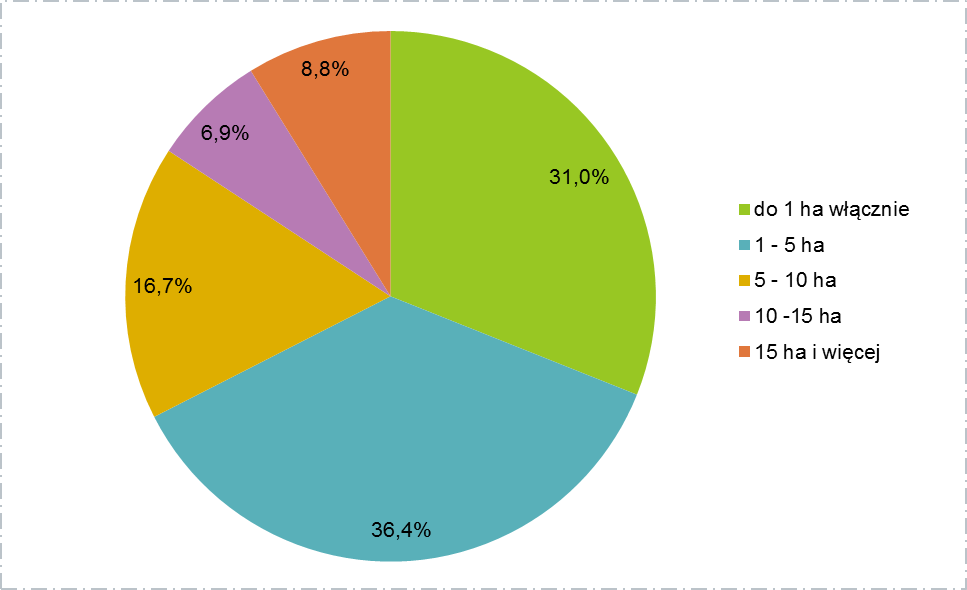 8,8%
6,9%
31,0%
16,7%
36,4%
do 1 ha włącznie
1 - 5 ha
5 - 10 ha
10 -15 ha
15 ha i więcej